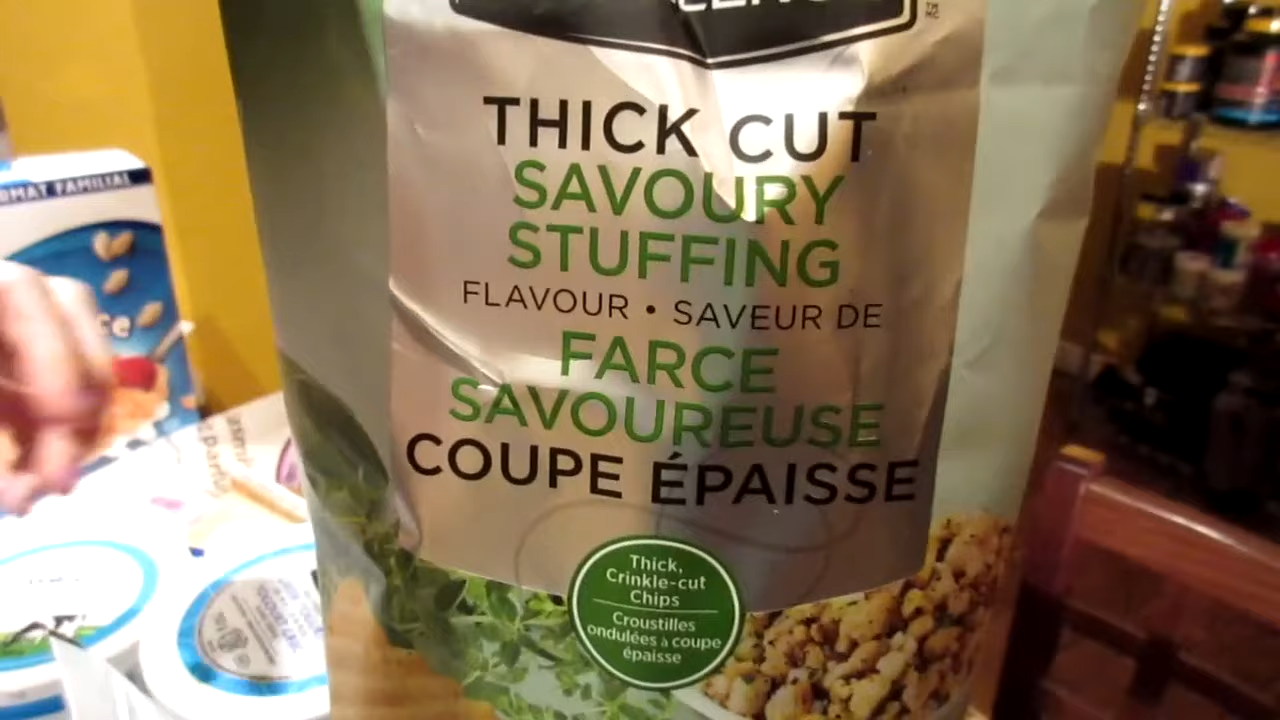 THICK CUT
SAVOURY
STUFFING
FLAVOUR • SAVEUR DE
FARCE
SAVOUREUSE
COUPE ÉPAISSE
Thick,
Crinkle-cut
Chips
Croustilles
ondulées à coupe
épaisse
FAMILIAL